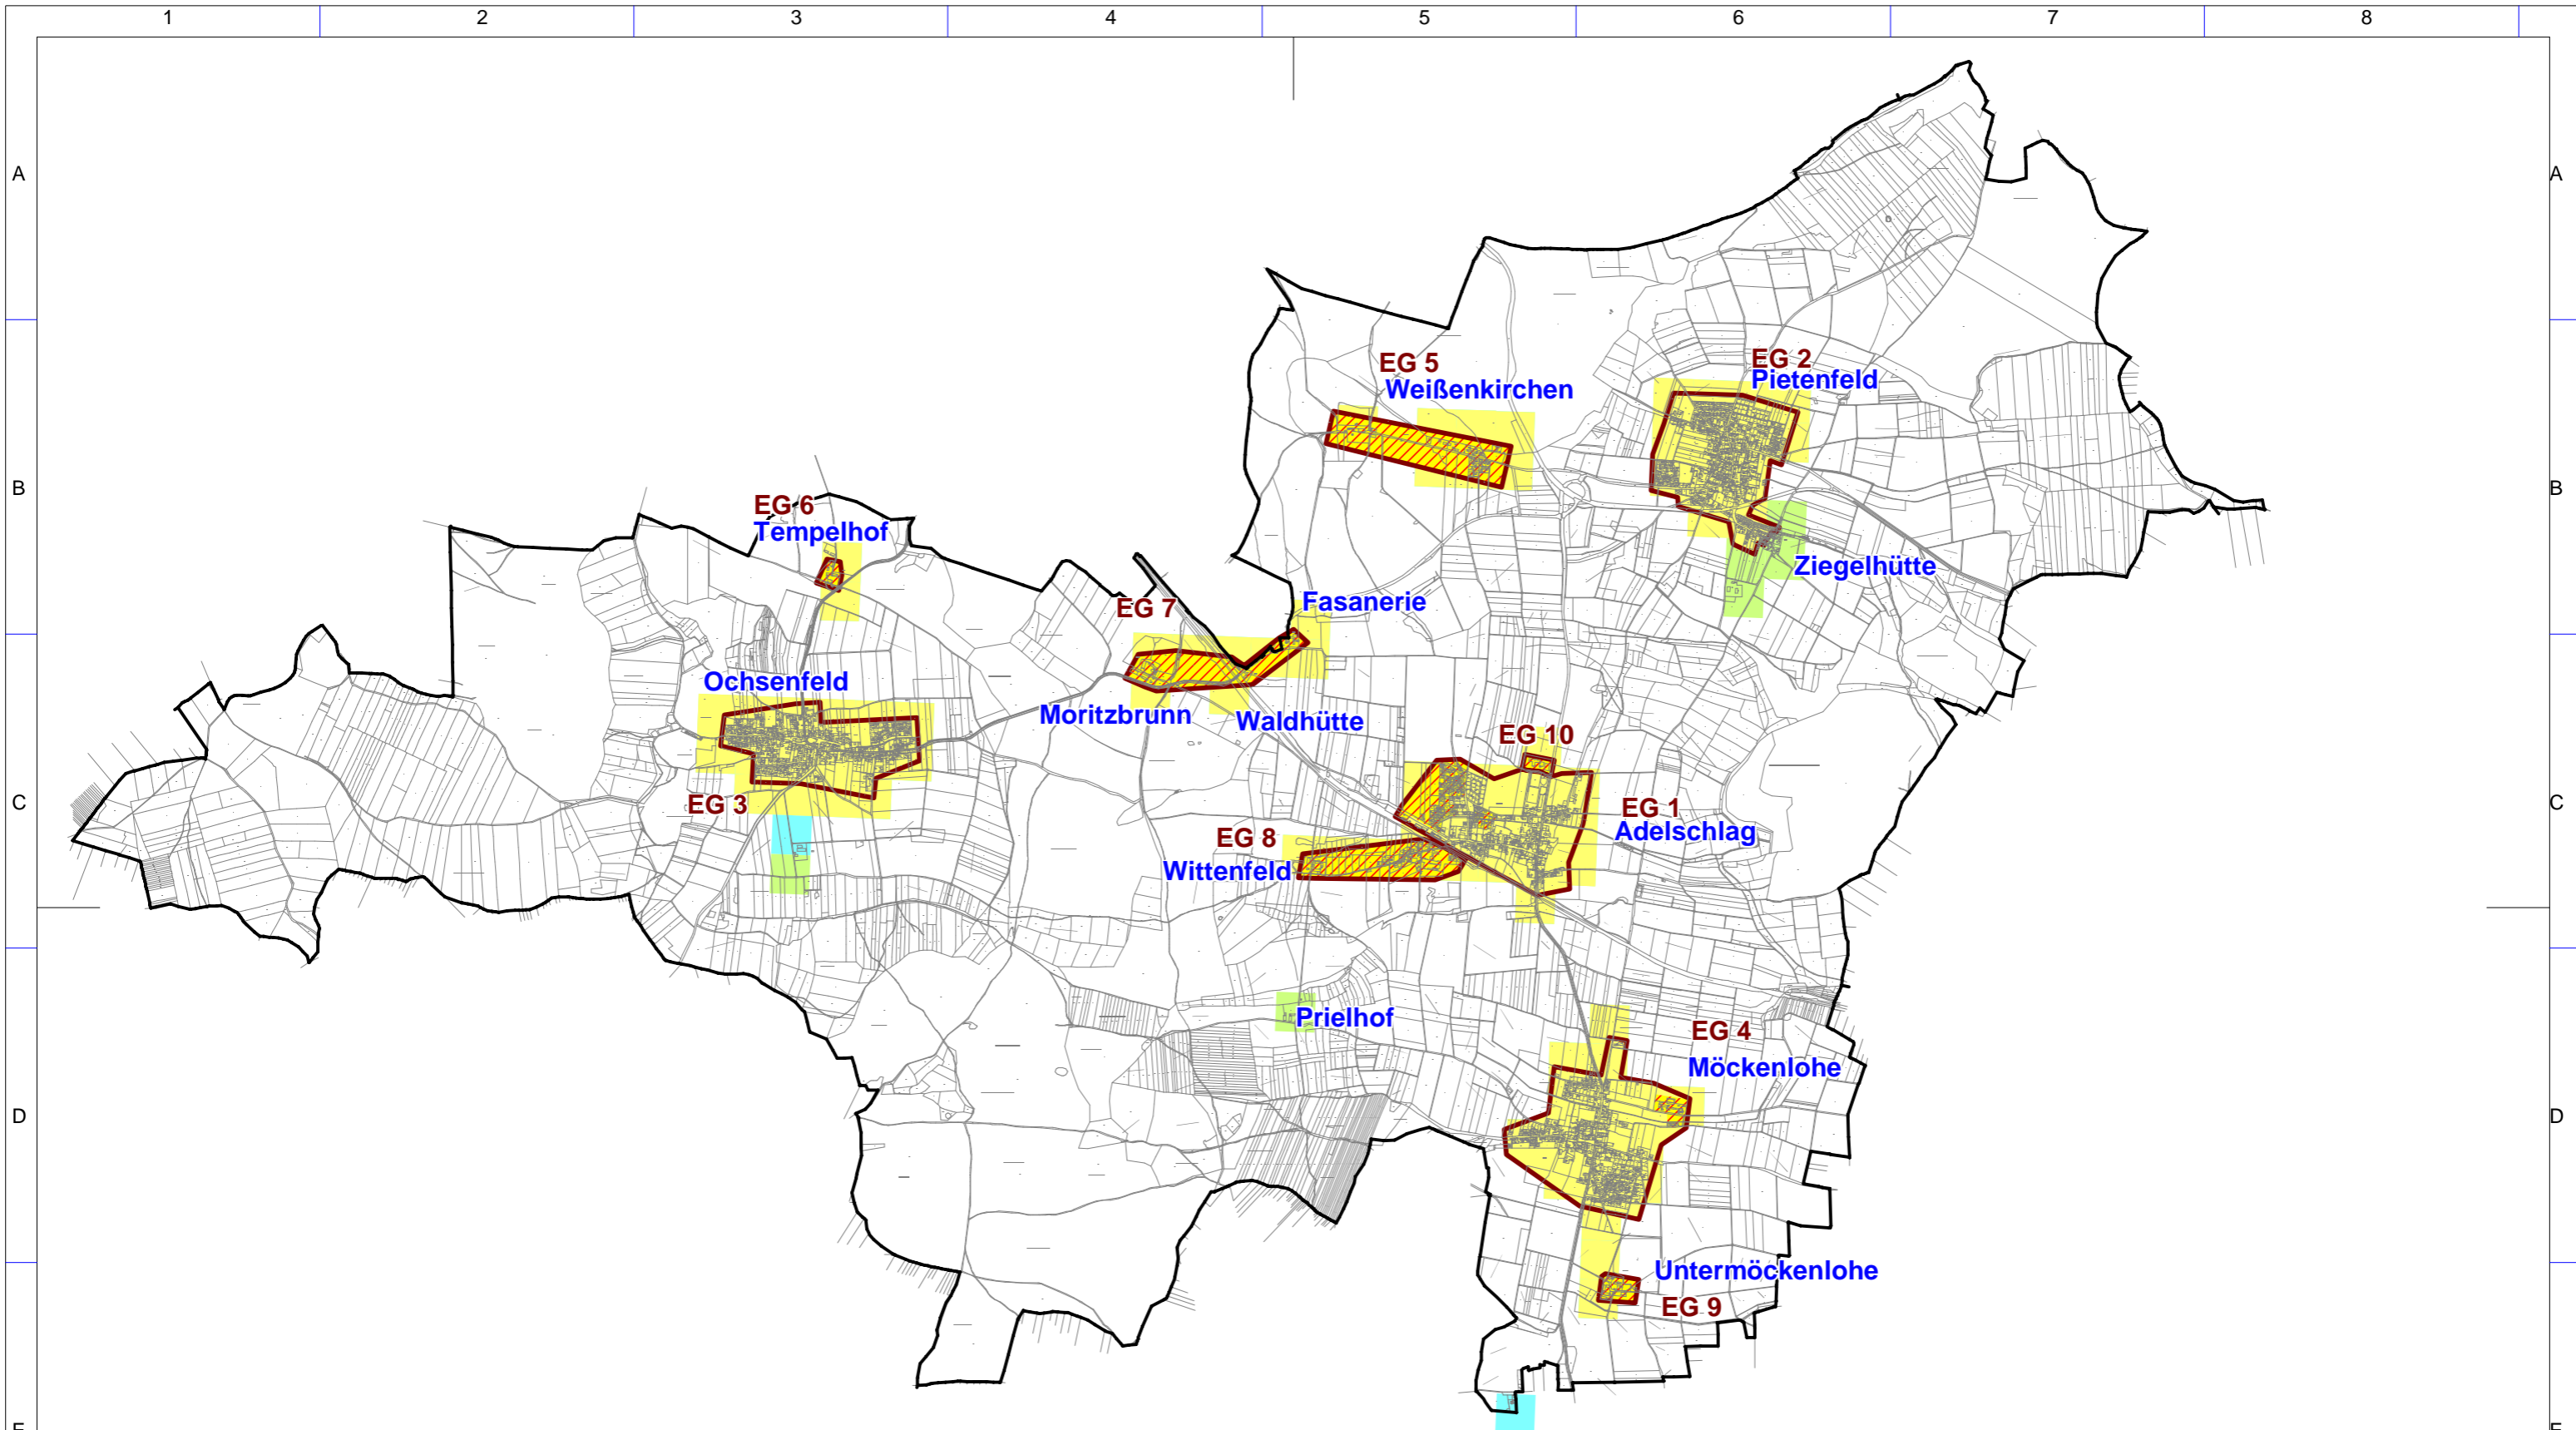 1 2 3 4 5 6 7 8
A A
EG 5
Weißenkirchen
EG 2
Pietenfeld
B B
EG 6
Tempelhof
Ziegelhütte
EG 7
Fasanerie
Ochsenfeld
Moritzbrunn
Waldhütte
EG 10
EG 3
C C
EG 1
Adelschlag
EG 8
Wittenfeld
Prielhof
EG 4
Möckenlohe
D D
Untermöckenlohe
EG 9